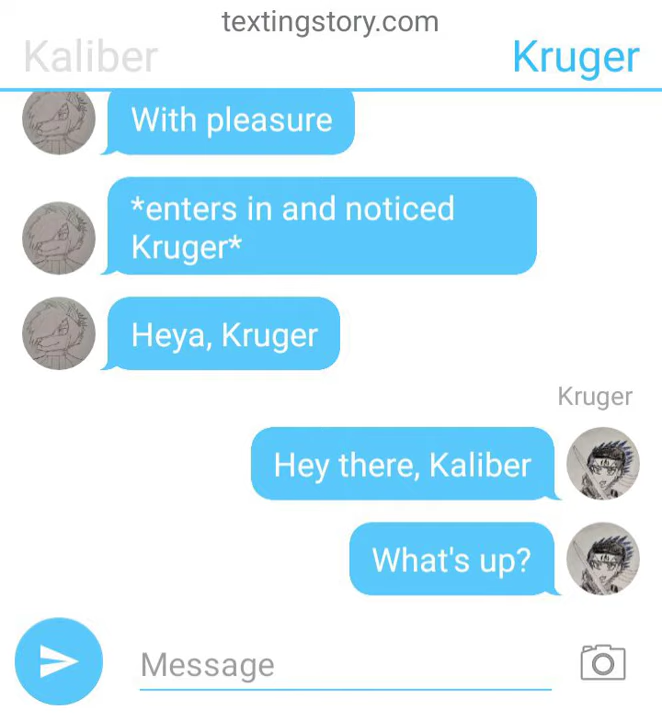 textingstory.com
Kaliber
Kruger
With pleasure
*enters in and noticed
Kruger*
Heya, Kruger
Kruger
Hey there, Kaliber
What's up?
Message